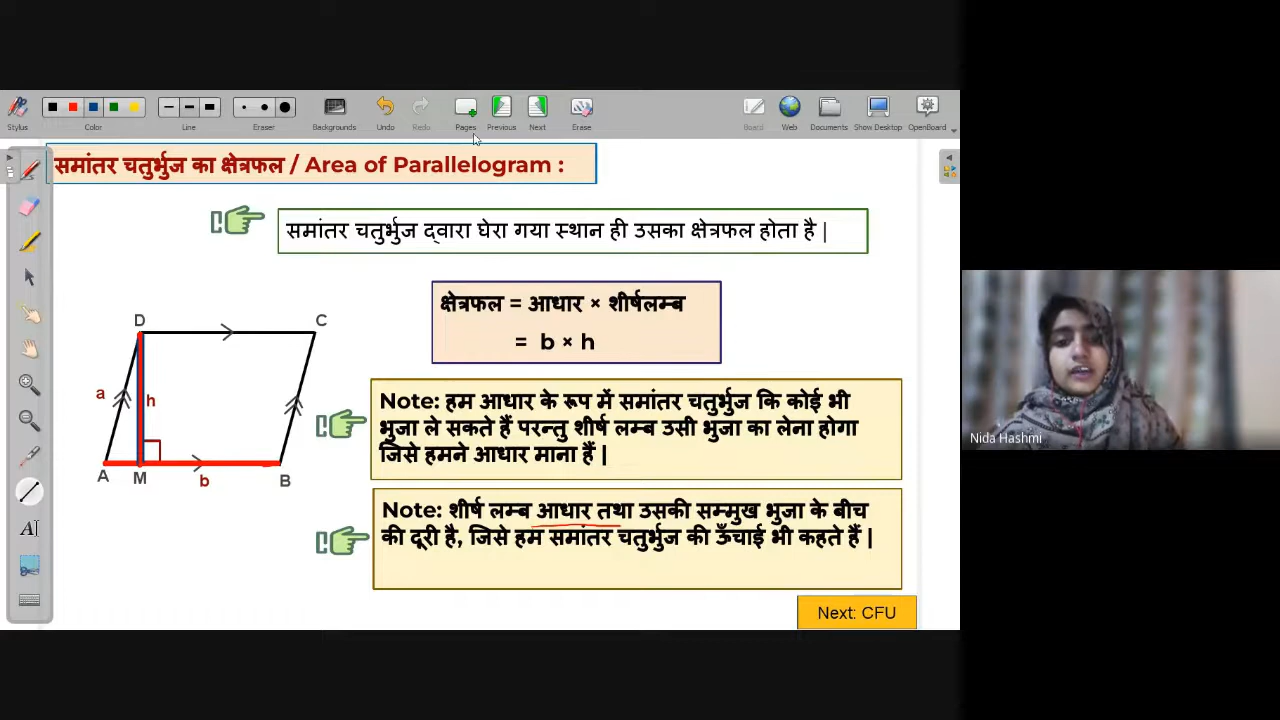 Stylus
Color
Line
Eraser
Backgrounds
Undo
Redo
Pages
Previous
Next
Erase
Board
Web
Documents
Show Desktop
OpenBoard
समांतर चतुर्भुज का क्षेत्रफल / Area of Parallelogram :
समांतर चतुर्भुज द्वारा घेरा गया स्थान ही उसका क्षेत्रफल होता है |
क्षेत्रफल = आधार × शीर्षलम्ब
= b × h
D
C
a
h
A
M
b
B
Note: हम आधार के रूप में समांतर चतुर्भुज कि कोई भी
भुजा ले सकते हैं परन्तु शीर्ष लम्ब उसी भुजा का लेना होगा
जिसे हमने आधार माना हैं |
Note: शीर्ष लम्ब आधार तथा उसकी सम्मुख भुजा के बीच
की दूरी है, जिसे हम समांतर चतुर्भुज की ऊँचाई भी कहते हैं |
Next: CFU
Nida Hashmi